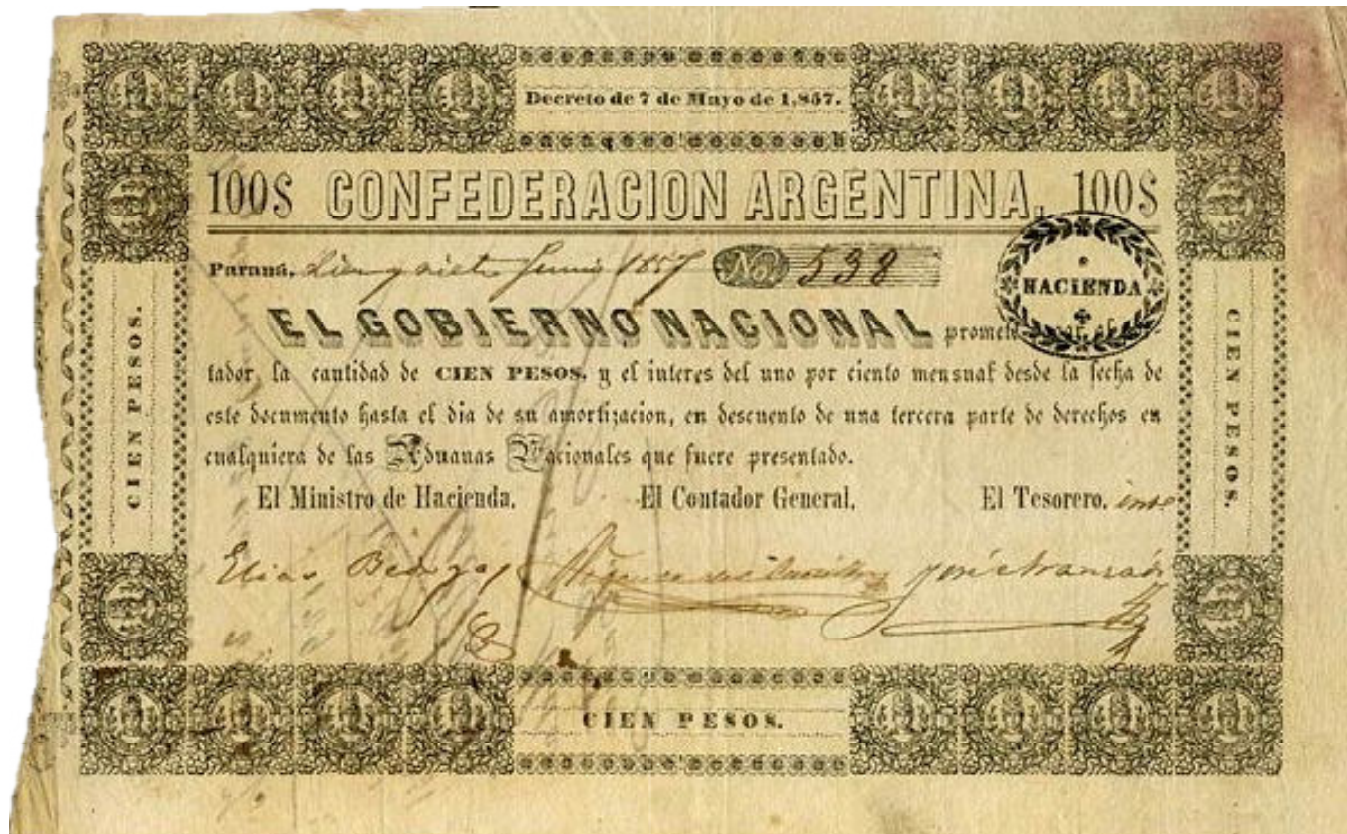 Decreto de 7 de Mayo de 1,857.
100$ CONFEDERACION ARGENTINA. 100$
Paraná, Diez y siete Junio 1857 No. 538
HACIENDA
EL GOBIERNO NACIONAL promete
tador, la cantidad de CIEN PESOS, y el interes del uno por ciento mensual desde la fecha de
este documento hasta el dia de su amortizacion, en descuento de una tercera parte de derechos en
cualquiera de las Aduanas Nacionales que fuere presentado.
El Ministro de Hacienda. El Contador General. El Tesorero.
Elias
CIEN PESOS.
CIEN PESOS.
CIEN PESOS.